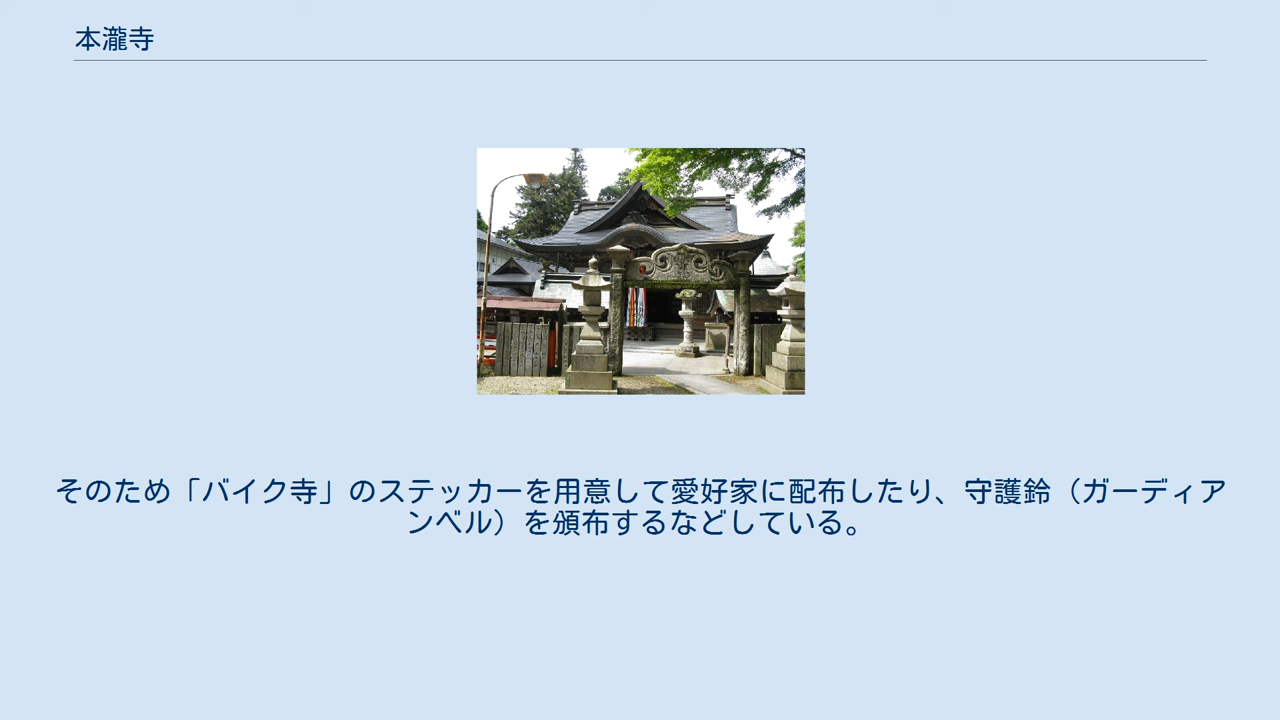 本瀧寺
そのため「バイク寺」のステッカーを用意して愛好家に配布したり、守護鈴（ガーディア
ンベル）を頒布するなどしている。